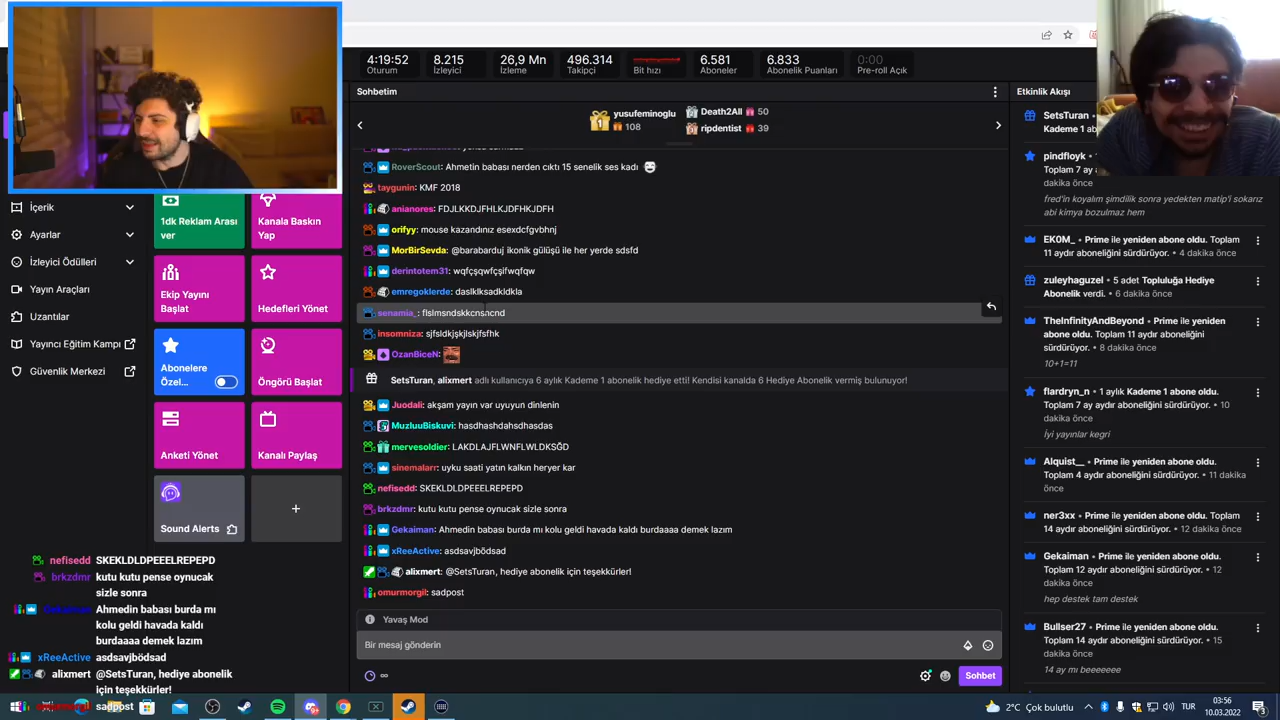 4:19:52
Oturum
8.215
İzleyici
26,9 Mn
İzleme
496.314
Takipçi
Bit hızı
6.581
Aboneler
6.833
Abonelik Puanları
0:00
Pre-roll Açık
İçerik
Ayarlar
İzleyici Ödülleri
Yayın Araçları
Uzantılar
Yayıncı Eğitim Kampı
Güvenlik Merkezi
1dk Reklam Arası
ver
Kanala Baskın
Yap
Ekip Yayını
Başlat
Hedefleri Yönet
Abonelere
Özel...
Öngörü Başlat
Anketi Yönet
Kanalı Paylaş
Sound Alerts
+
nefisedd SKEKLDLDPEEELREPEPD
brkzdmr kutu kutu pense oynucak
sizle sonra
Gekaiman Ahmedin babası burda mı
kolu geldi havada kaldı
burdaaaa demek lazım
xReeActive asdsavjbödsad
alixmert @SetsTuran, hediye abonelik
için teşekkürler!
sadpost
Sohbetim
1
yusufeminoglu
108
Death2All 50
ripdentist 39
RoverScout: Ahmetin babası nerden cıktı 15 senelik ses kadı
taygunin: KMF 2018
anianores: FDJLKKDJFHLKJDFHKJDFH
orifyy: mouse kazandınız esexdcfgvbhnj
MorBirSevda: @barabarduj ikonik gülüşü ile her yerde sdsfd
derintotem31: wqfçşqwfçşifwqfqw
emregoklerde: daslklksadkldkla
senamia_: flslmsndskkcnsncnd
insomniza: sjfsldkjskjlskjfsfhk
OzanBiceN:
SetsTuran, alixmert adlı kullanıcıya 6 aylık Kademe 1 abonelik hediye etti! Kendisi kanalda 6 Hediye Abonelik vermiş bulunuyor!
Juodali: akşam yayın var uyuyun dinlenin
MuzluuBiskuvi: hasdhashdahdshasdas
mervesoldier: LAKDLAJFLWNFLWLDKSĞD
sinemalarr: uyku saati yatın kalkın heryer kar
nefisedd: SKEKLDLDPEEELREPEPD
brkzdmr: kutu kutu pense oynucak sizle sonra
Gekaiman: Ahmedin babası burda mı kolu geldi havada kaldı burdaaaa demek lazım
xReeActive: asdsavjbödsad
alixmert: @SetsTuran, hediye abonelik için teşekkürler!
omurmorgil: sadpost
Yavaş Mod
Bir mesaj gönderin
∞
Sohbet
Etkinlik Akışı
SetsTuran
Kademe 1 ab
pindfloyk
Toplam 7 ay
dakika önce
fred'in koyalım şimdilik sonra yedekten matip'i sokarız
abi kimya bozulmaz hem
EK0M_ • Prime ile yeniden abone oldu. Toplam
11 aydır aboneliğini sürdürüyor. • 4 dakika önce
zuleyhaguzel • 5 adet Topluluğa Hediye
Abonelik verdi. • 6 dakika önce
TheInfinityAndBeyond • Prime ile yeniden
abone oldu. Toplam 11 aydır aboneliğini
sürdürüyor. • 8 dakika önce
10+1=11
flardryn_n • 1 aylık Kademe 1 abone oldu.
Toplam 7 ay aydır aboneliğini sürdürüyor. • 10
dakika önce
İyi yayınlar kegri
Alquist__ • Prime ile yeniden abone oldu.
Toplam 4 aydır aboneliğini sürdürüyor. • 11 dakika
önce
ner3xx • Prime ile yeniden abone oldu. Toplam
14 aydır aboneliğini sürdürüyor. • 12 dakika önce
Gekaiman • Prime ile yeniden abone oldu.
Toplam 12 aydır aboneliğini sürdürüyor. • 12
dakika önce
hep destek tam destek
Bullser27 • Prime ile yeniden abone oldu.
Toplam 14 aydır aboneliğini sürdürüyor. • 15
dakika önce
14 ay mı beeeeeee
2°C Çok bulutlu
TUR
03:56
10.03.2022
3